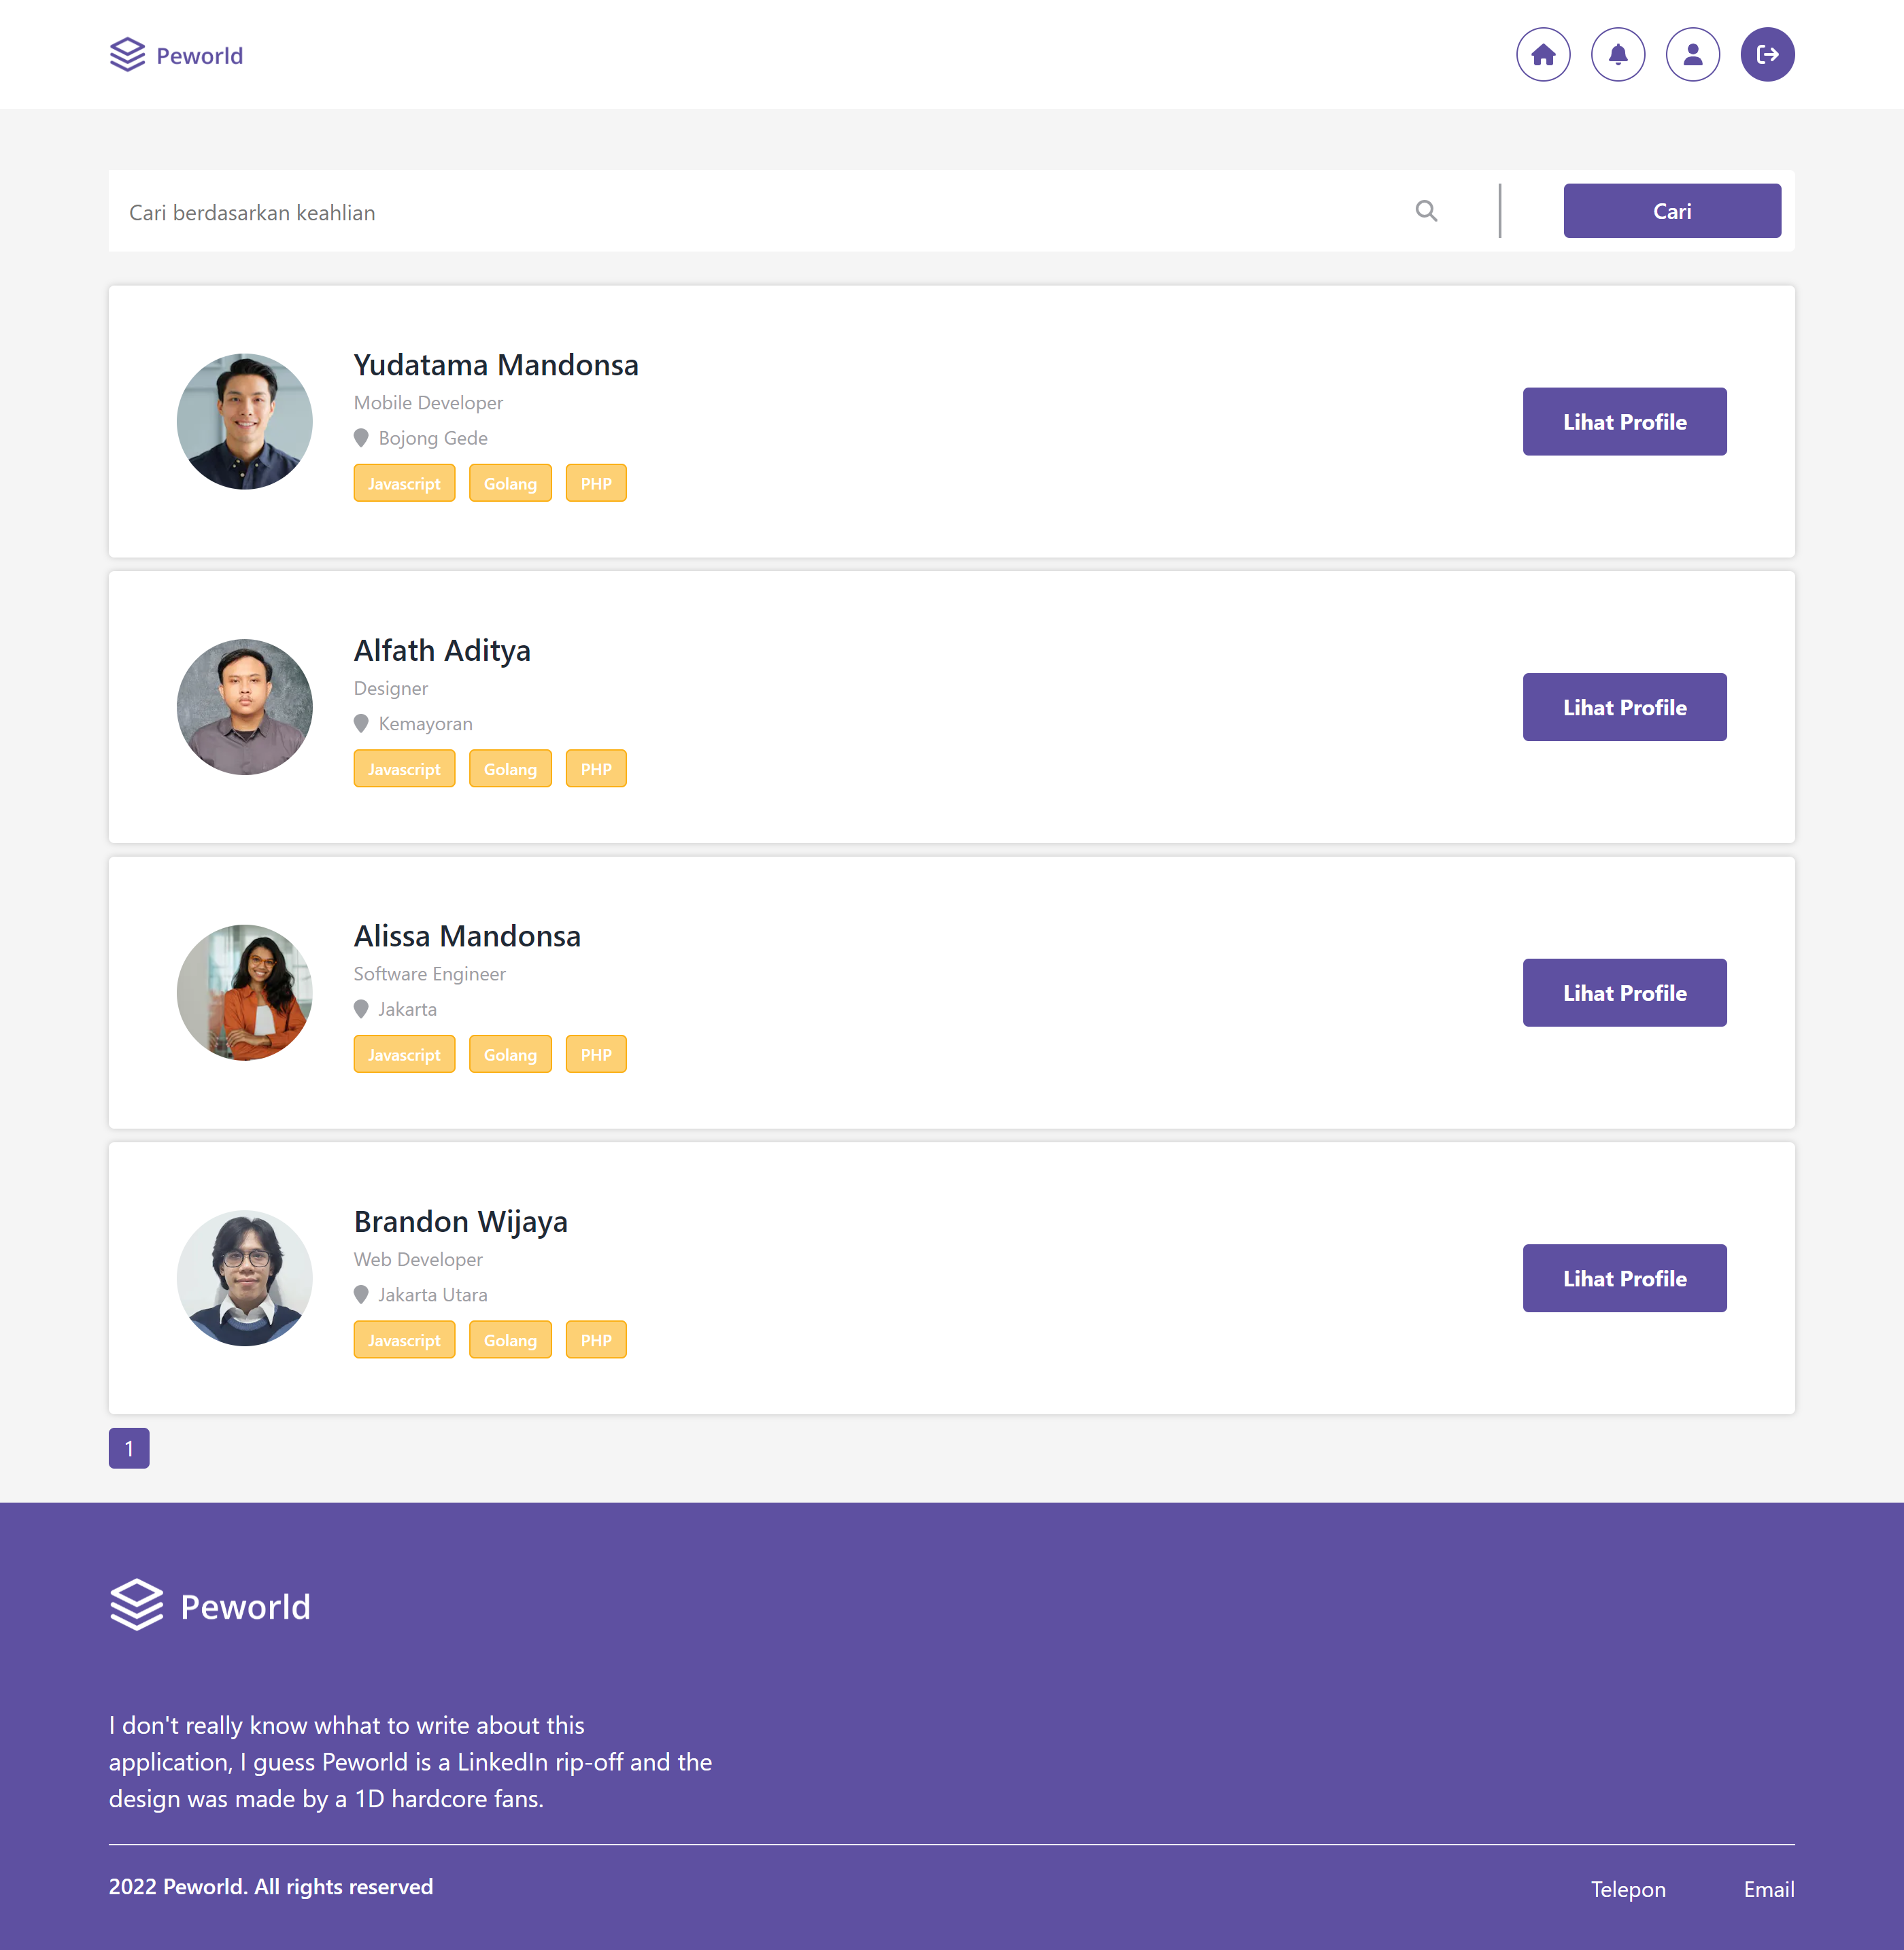 Peworld
Cari berdasarkan keahlian
Cari
Yudatama Mandonsa
Mobile Developer
Bojong Gede
Javascript Golang PHP
Lihat Profile
Alfath Aditya
Designer
Kemayoran
Javascript Golang PHP
Lihat Profile
Alissa Mandonsa
Software Engineer
Jakarta
Javascript Golang PHP
Lihat Profile
Brandon Wijaya
Web Developer
Jakarta Utara
Javascript Golang PHP
Lihat Profile
1
Peworld
I don't really know whhat to write about this
application, I guess Peworld is a LinkedIn rip-off and the
design was made by a 1D hardcore fans.
2022 Peworld. All rights reserved
Telepon Email